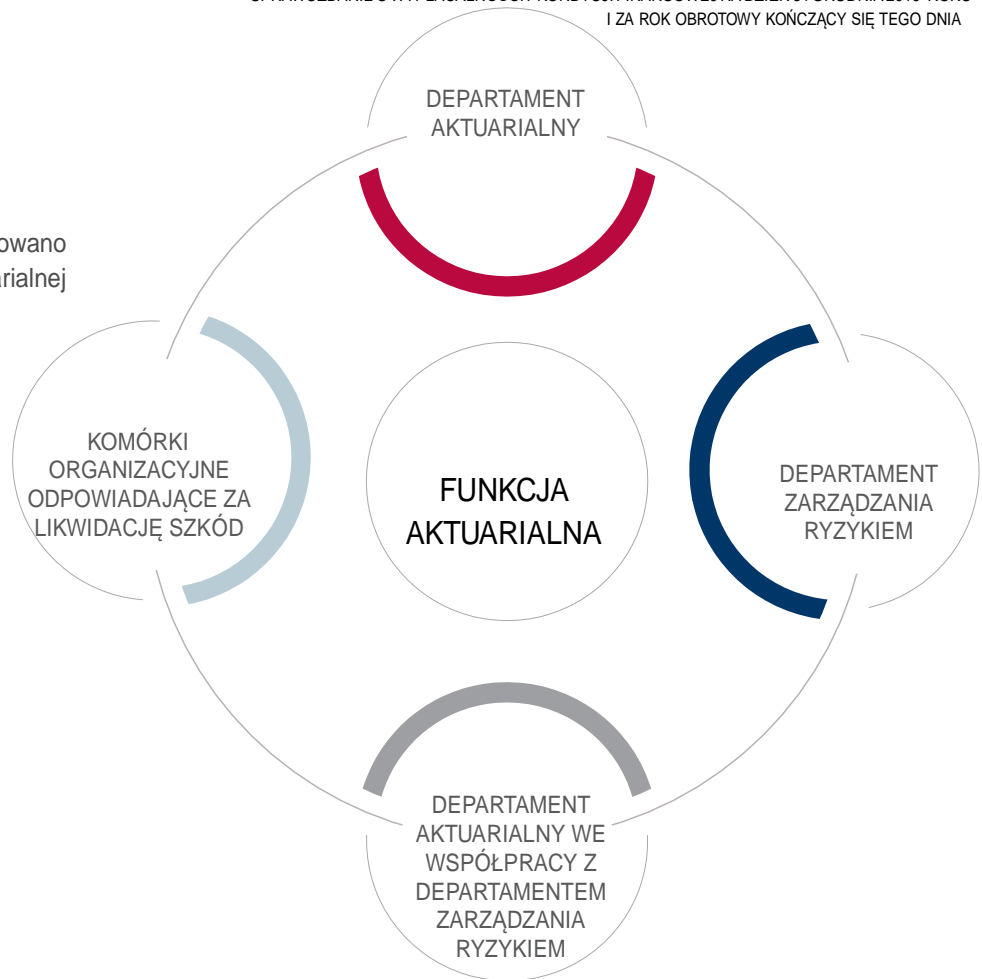 I ZA ROK OBROTOWY KOŃCZĄCY SIĘ TEGO DNIA
DEPARTAMENT
AKTUARIALNY
owano
arialnej
KOMÓRKI
ORGANIZACYJNE
ODPOWIADAJĄCE ZA
LIKWIDACJĘ SZKÓD
FUNKCJA
AKTUARIALNA
DEPARTAMENT
ZARZĄDZANIA
RYZYKIEM
DEPARTAMENT
AKTUARIALNY WE
WSPÓŁPRACY Z
DEPARTAMENTEM
ZARZĄDZANIA
RYZYKIEM